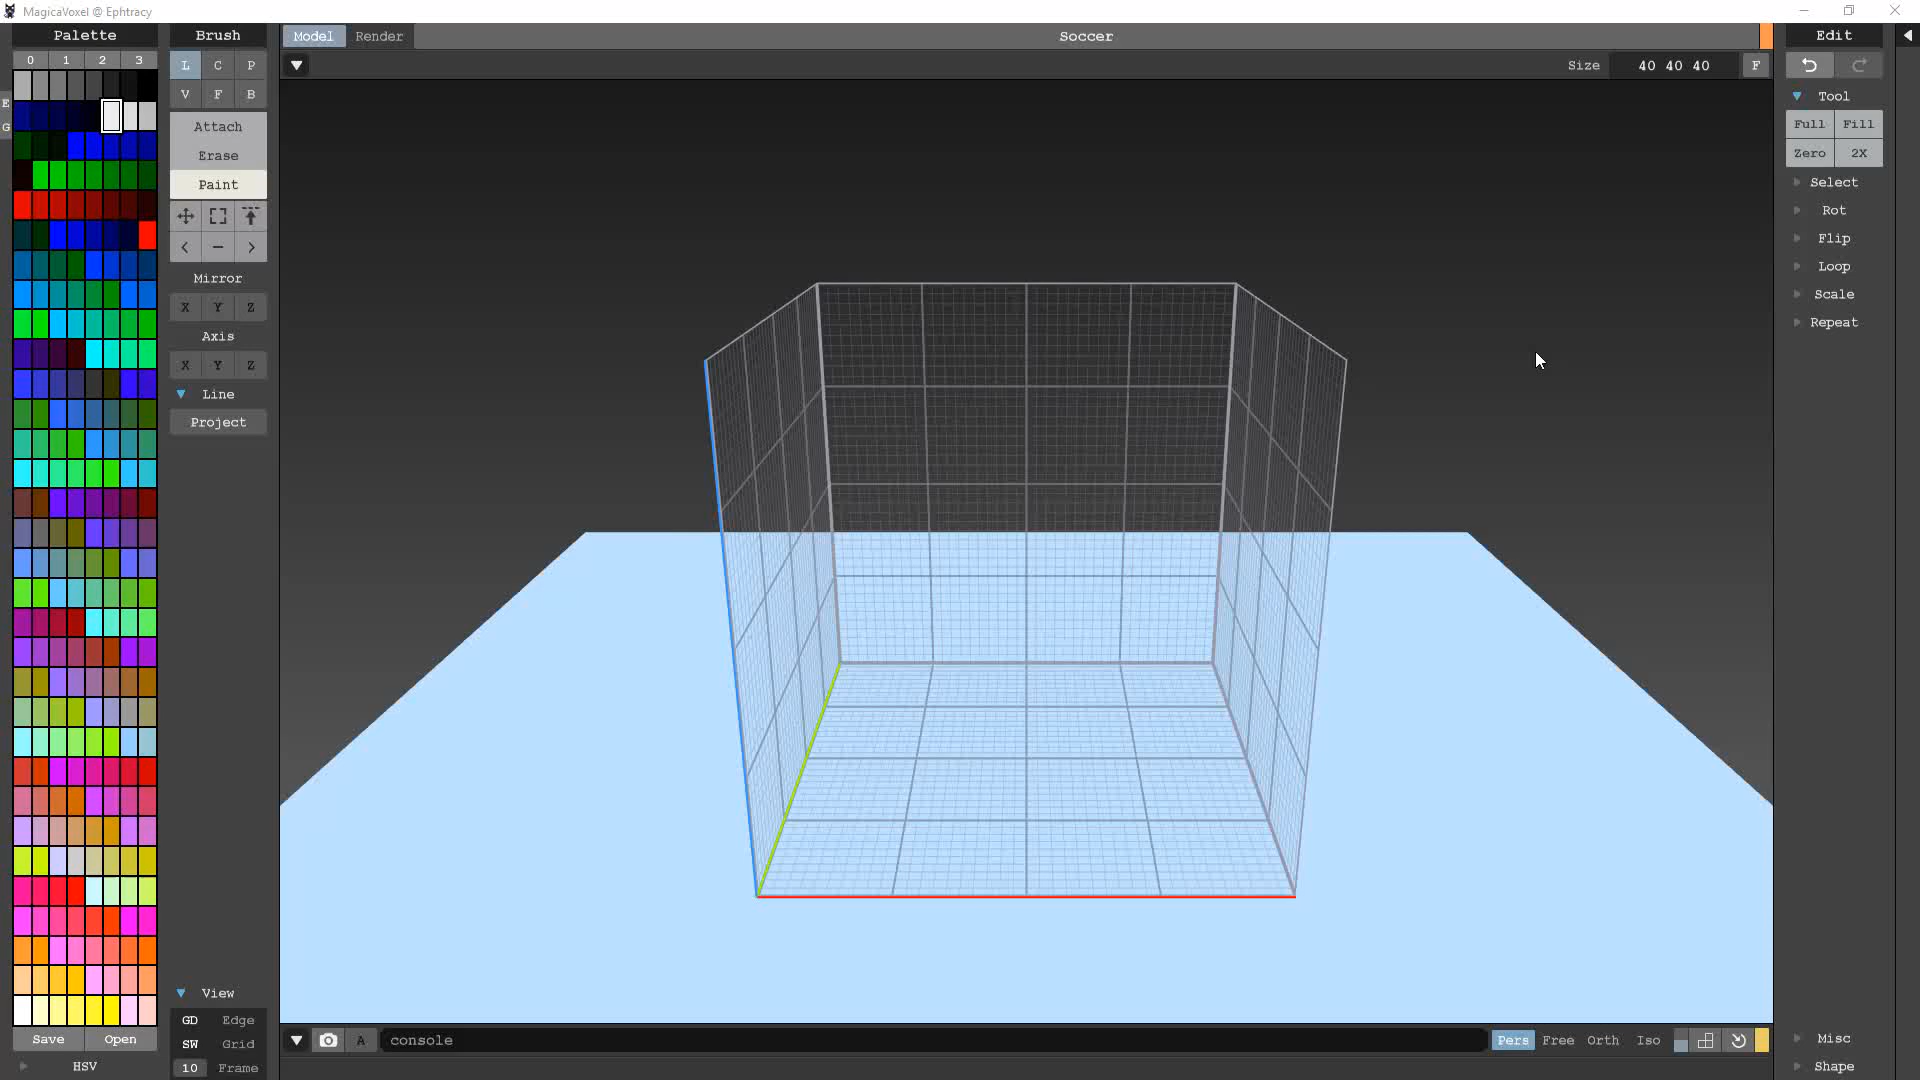 MagicaVoxel @ Ephtracy
Palette
0 1 2 3
E
G
Save Open
HSV
Brush
L C P
V F B
Attach
Erase
Paint
Mirror
X Y Z
Axis
X Y Z
Line
Project
View
GD Edge
SW Grid
10 Frame
Model Render Soccer
Size 40 40 40 F
A console Pers Free Orth Iso
Edit
Tool
Full Fill
Zero 2X
Select
Rot
Flip
Loop
Scale
Repeat
Misc
Shape